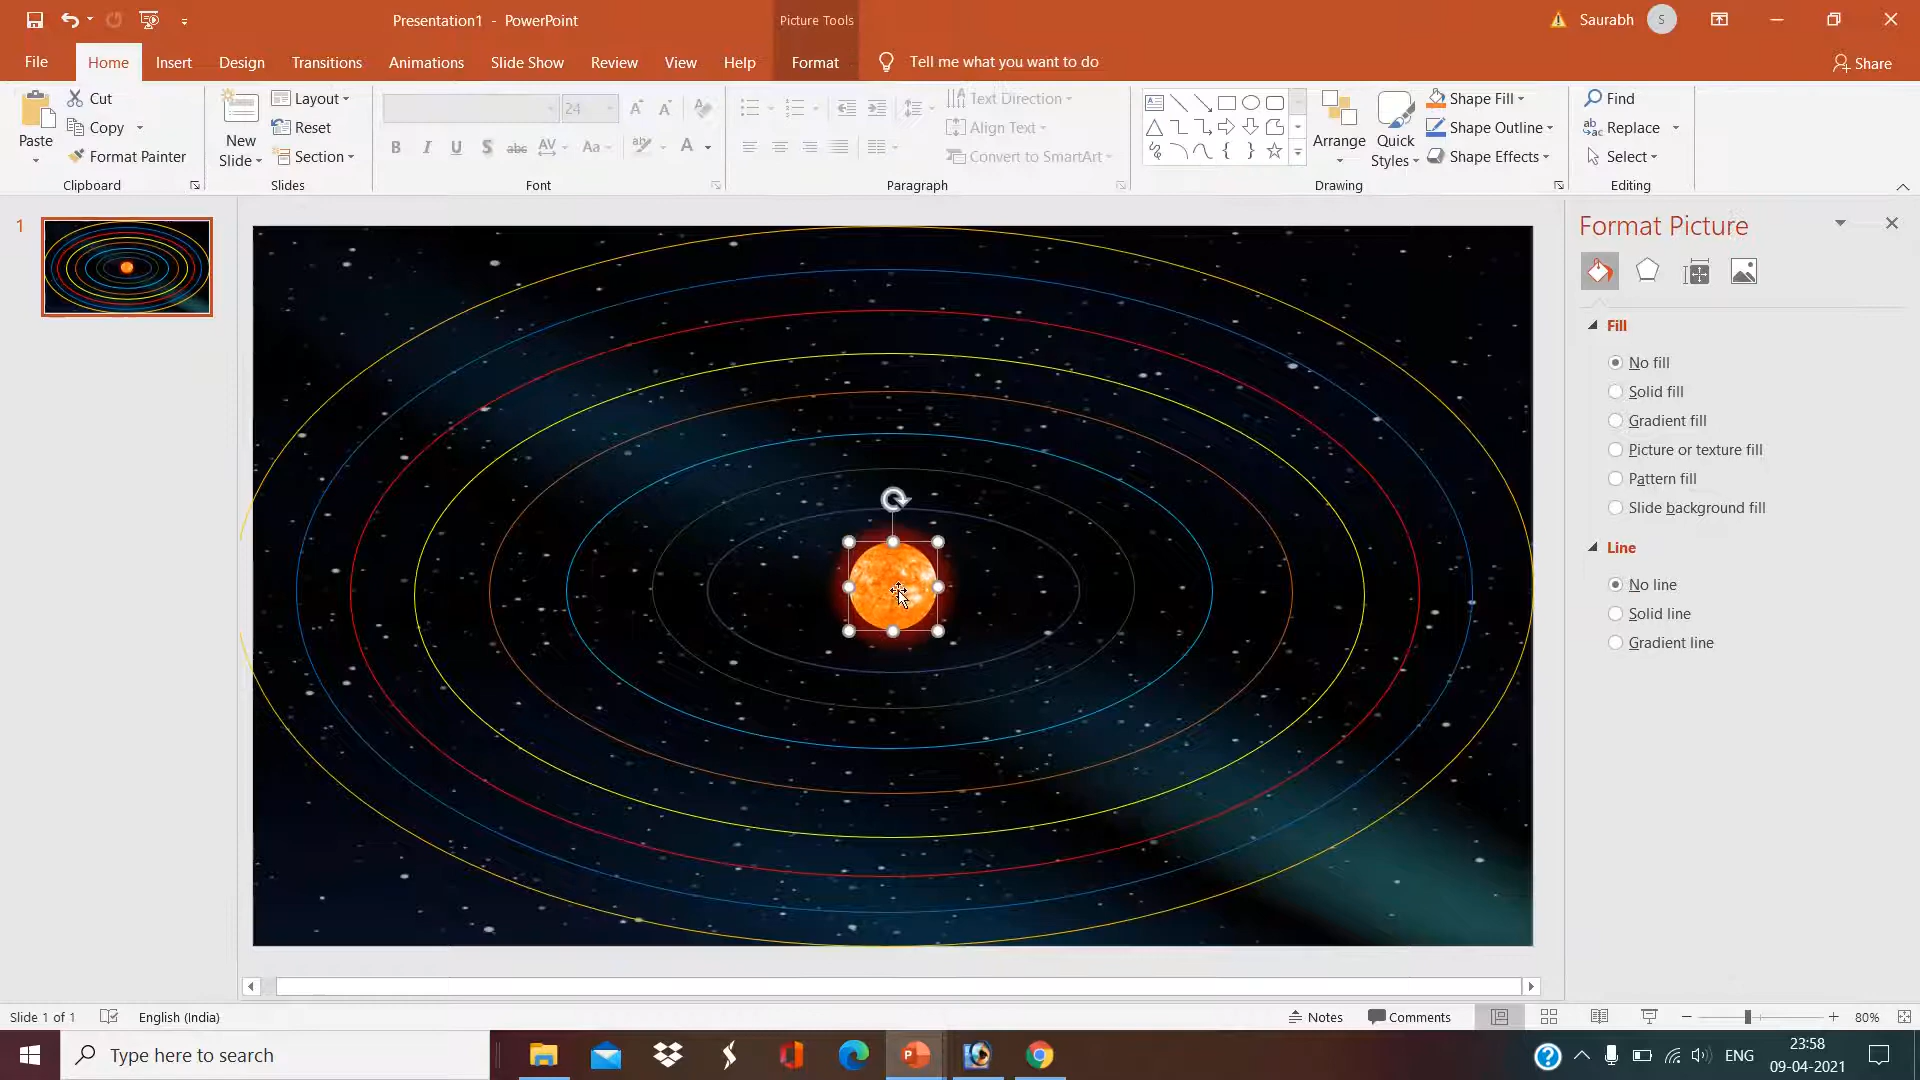 Presentation1 - PowerPoint
Picture Tools
Saurabh
S
File
Home
Insert
Design
Transitions
Animations
Slide Show
Review
View
Help
Format
Tell me what you want to do
Share
Paste
Cut
Copy
Format Painter
Clipboard
New
Slide
Layout
Reset
Section
Slides
24
B I U S abc AV Aa A
Font
Text Direction
Align Text
Convert to SmartArt
Paragraph
Arrange
Quick
Styles
Shape Fill
Shape Outline
Shape Effects
Drawing
Find
Replace
Select
Editing
1
Format Picture
Fill
No fill
Solid fill
Gradient fill
Picture or texture fill
Pattern fill
Slide background fill
Line
No line
Solid line
Gradient line
Slide 1 of 1
English (India)
Notes
Comments
80%
Type here to search
ENG
23:58
09-04-2021